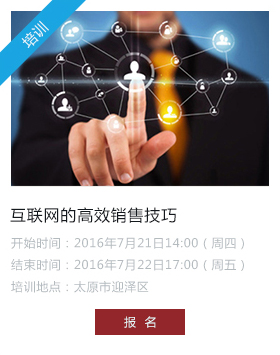 培训
互联网的高效销售技巧
开始时间：2016年7月21日14:00 ( 周四 )
结束时间：2016年7月22日17:00 ( 周五 )
培训地点：太原市迎泽区
报 名